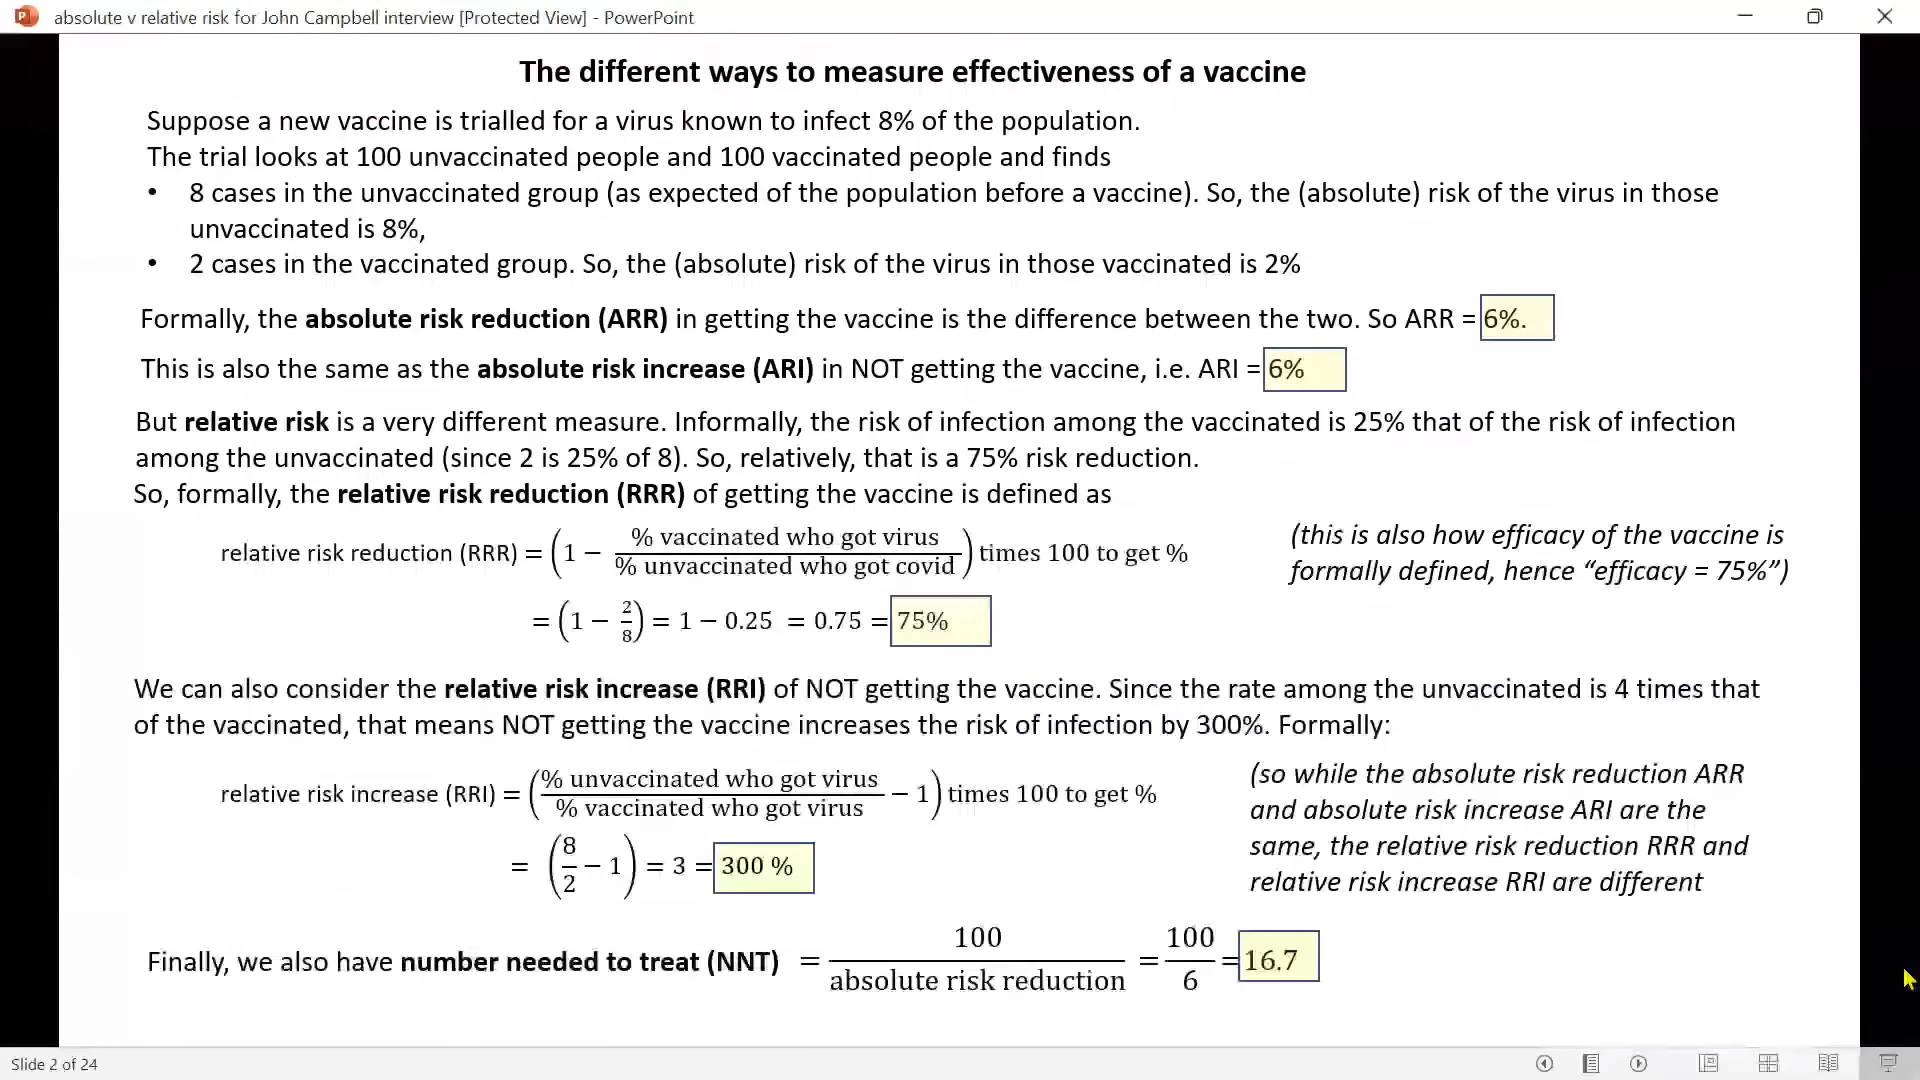 absolute v relative risk for John Campbell interview [Protected View] - PowerPoint
The different ways to measure effectiveness of a vaccine
Suppose a new vaccine is trialled for a virus known to infect 8% of the population.
The trial looks at 100 unvaccinated people and 100 vaccinated people and finds
• 8 cases in the unvaccinated group (as expected of the population before a vaccine). So, the (absolute) risk of the virus in those
unvaccinated is 8%,
• 2 cases in the vaccinated group. So, the (absolute) risk of the virus in those vaccinated is 2%
Formally, the absolute risk reduction (ARR) in getting the vaccine is the difference between the two. So ARR = 6%.
This is also the same as the absolute risk increase (ARI) in NOT getting the vaccine, i.e. ARI = 6%
But relative risk is a very different measure. Informally, the risk of infection among the vaccinated is 25% that of the risk of infection
among the unvaccinated (since 2 is 25% of 8). So, relatively, that is a 75% risk reduction.
So, formally, the relative risk reduction (RRR) of getting the vaccine is defined as
relative risk reduction (RRR) = (1 − % vaccinated who got virus / % unvaccinated who got covid) times 100 to get %
(this is also how efficacy of the vaccine is
formally defined, hence “efficacy = 75%”)
= (1 − 2/8) = 1 − 0.25 = 0.75 = 75%
We can also consider the relative risk increase (RRI) of NOT getting the vaccine. Since the rate among the unvaccinated is 4 times that
of the vaccinated, that means NOT getting the vaccine increases the risk of infection by 300%. Formally:
relative risk increase (RRI) = (% unvaccinated who got virus / % vaccinated who got virus − 1) times 100 to get %
= (8/2 − 1) = 3 = 300 %
(so while the absolute risk reduction ARR
and absolute risk increase ARI are the
same, the relative risk reduction RRR and
relative risk increase RRI are different
Finally, we also have number needed to treat (NNT) = 100 / absolute risk reduction = 100 / 6 = 16.7
Slide 2 of 24